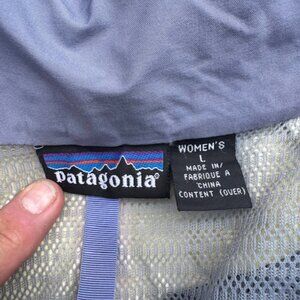 patagonia®
WOMEN'S
L
MADE IN/
FABRIQUE A
CHINA
CONTENT (OVER)